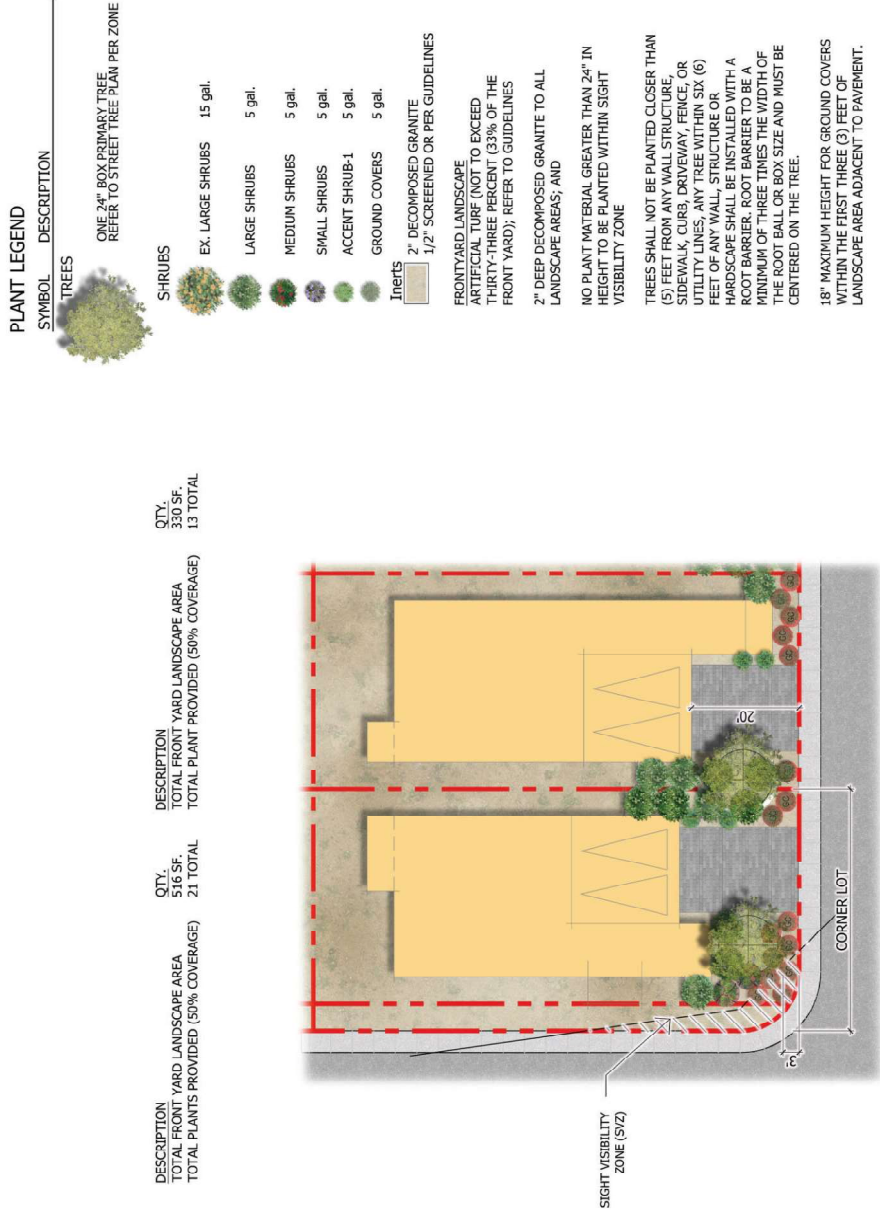 PLANT LEGEND
SYMBOL DESCRIPTION
TREES
ONE 24" BOX PRIMARY TREE
REFER TO STREET TREE PLAN PER ZONE
SHRUBS
EX. LARGE SHRUBS 15 gal.
LARGE SHRUBS 5 gal.
MEDIUM SHRUBS 5 gal.
SMALL SHRUBS 5 gal.
ACCENT SHRUB-1 5 gal.
GROUND COVERS 5 gal.
Inerts
2" DECOMPOSED GRANITE
1/2" SCREEENED OR PER GUIDELINES
FRONTYARD LANDSCAPE
ARTIFICIAL TURF (NOT TO EXCEED
THIRTY-THREE PERCENT (33% OF THE
FRONT YARD); REFER TO GUIDELINES
2" DEEP DECOMPOSED GRANITE TO ALL
LANDSCAPE AREAS; AND
NO PLANT MATERIAL GREATER THAN 24" IN
HEIGHT TO BE PLANTED WITHIN SIGHT
VISIBILITY ZONE
TREES SHALL NOT BE PLANTED CLOSER THAN
(5) FEET FROM ANY WALL STRUCTURE,
SIDEWALK, CURB, DRIVEWAY, FENCE, OR
UTILITY LINES, ANY TREE WITHIN SIX (6)
FEET OF ANY WALL, STRUCTURE OR
HARDSCAPE SHALL BE INSTALLED WITH A
ROOT BARRIER. ROOT BARRIER TO BE A
MINIMUM OF THREE TIMES THE WIDTH OF
THE ROOT BALL OR BOX SIZE AND MUST BE
CENTERED ON THE TREE.
18" MAXIMUM HEIGHT FOR GROUND COVERS
WITHIN THE FIRST THREE (3) FEET OF
LANDSCAPE AREA ADJACENT TO PAVEMENT.
DESCRIPTION QTY.
TOTAL FRONT YARD LANDSCAPE AREA 516 SF.
TOTAL PLANTS PROVIDED (50% COVERAGE) 21 TOTAL
DESCRIPTION QTY.
TOTAL FRONT YARD LANDSCAPE AREA 330 SF.
TOTAL PLANT PROVIDED (50% COVERAGE) 13 TOTAL
20'
SIGHT VISIBILITY
ZONE (SVZ)
3'
CORNER LOT